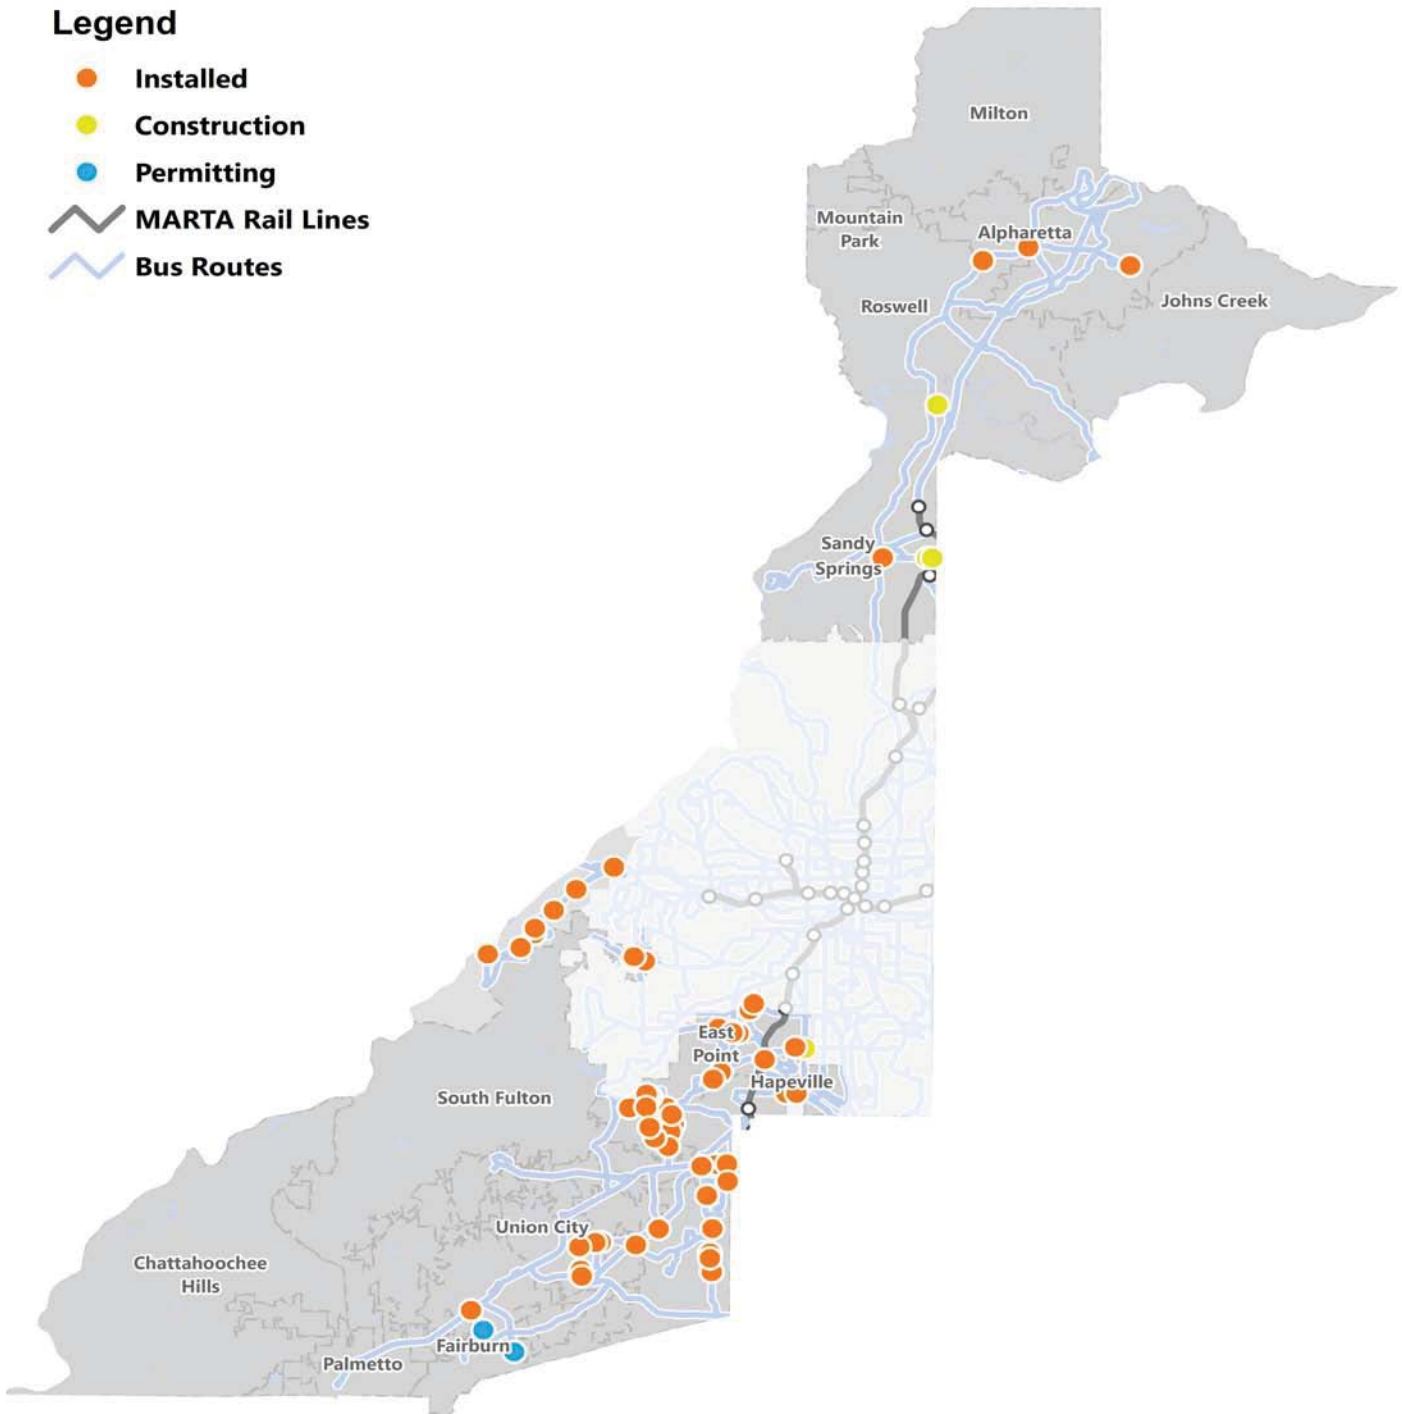 Legend
Installed
Construction
Permitting
MARTA Rail Lines
Bus Routes
Milton
Mountain
Park
Alpharetta
Roswell
Johns Creek
Sandy
Springs
East
Point
Hapeville
South Fulton
Union City
Chattahoochee
Hills
Fairburn
Palmetto